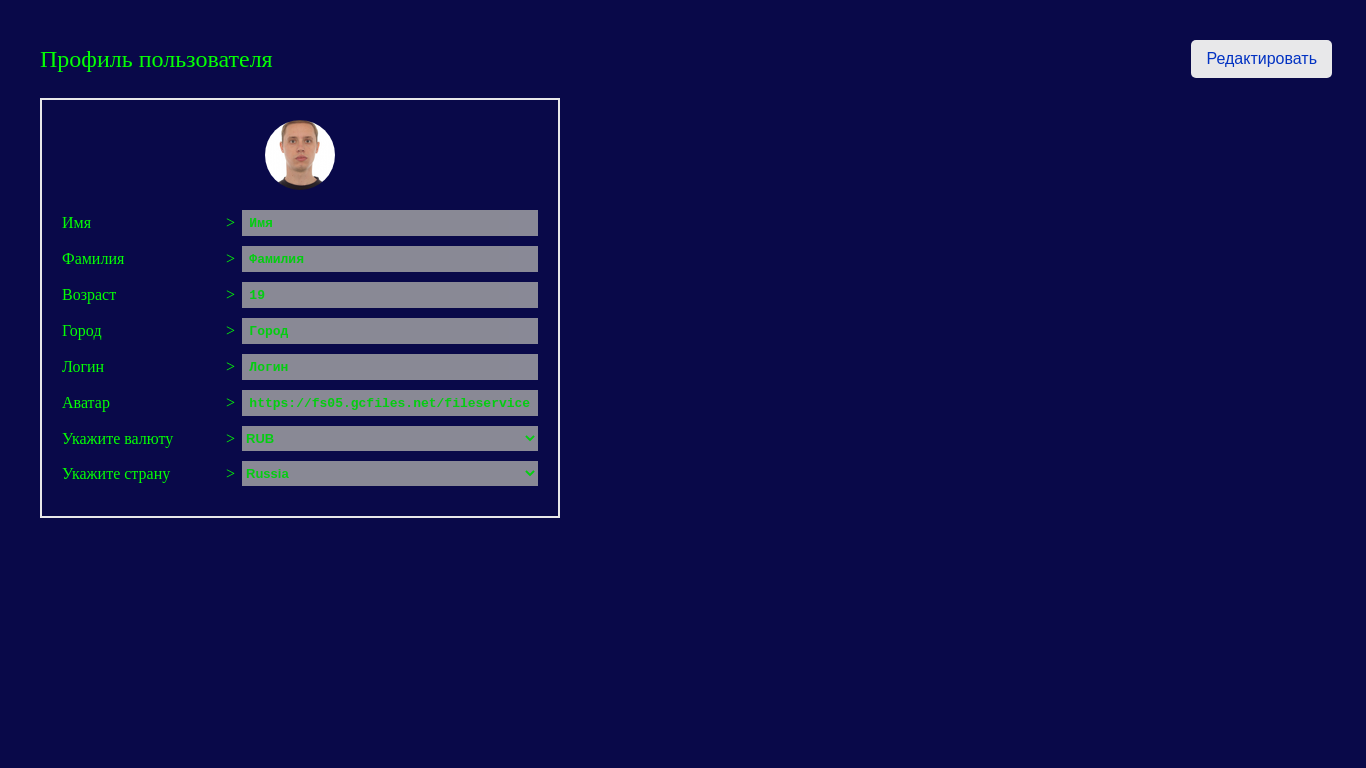 Профиль пользователя
Редактировать
Имя > Имя
Фамилия > Фамилия
Возраст > 19
Город > Город
Логин > Логин
Аватар > https://fs05.gcfiles.net/fileservice
Укажите валюту > RUB
Укажите страну > Russia